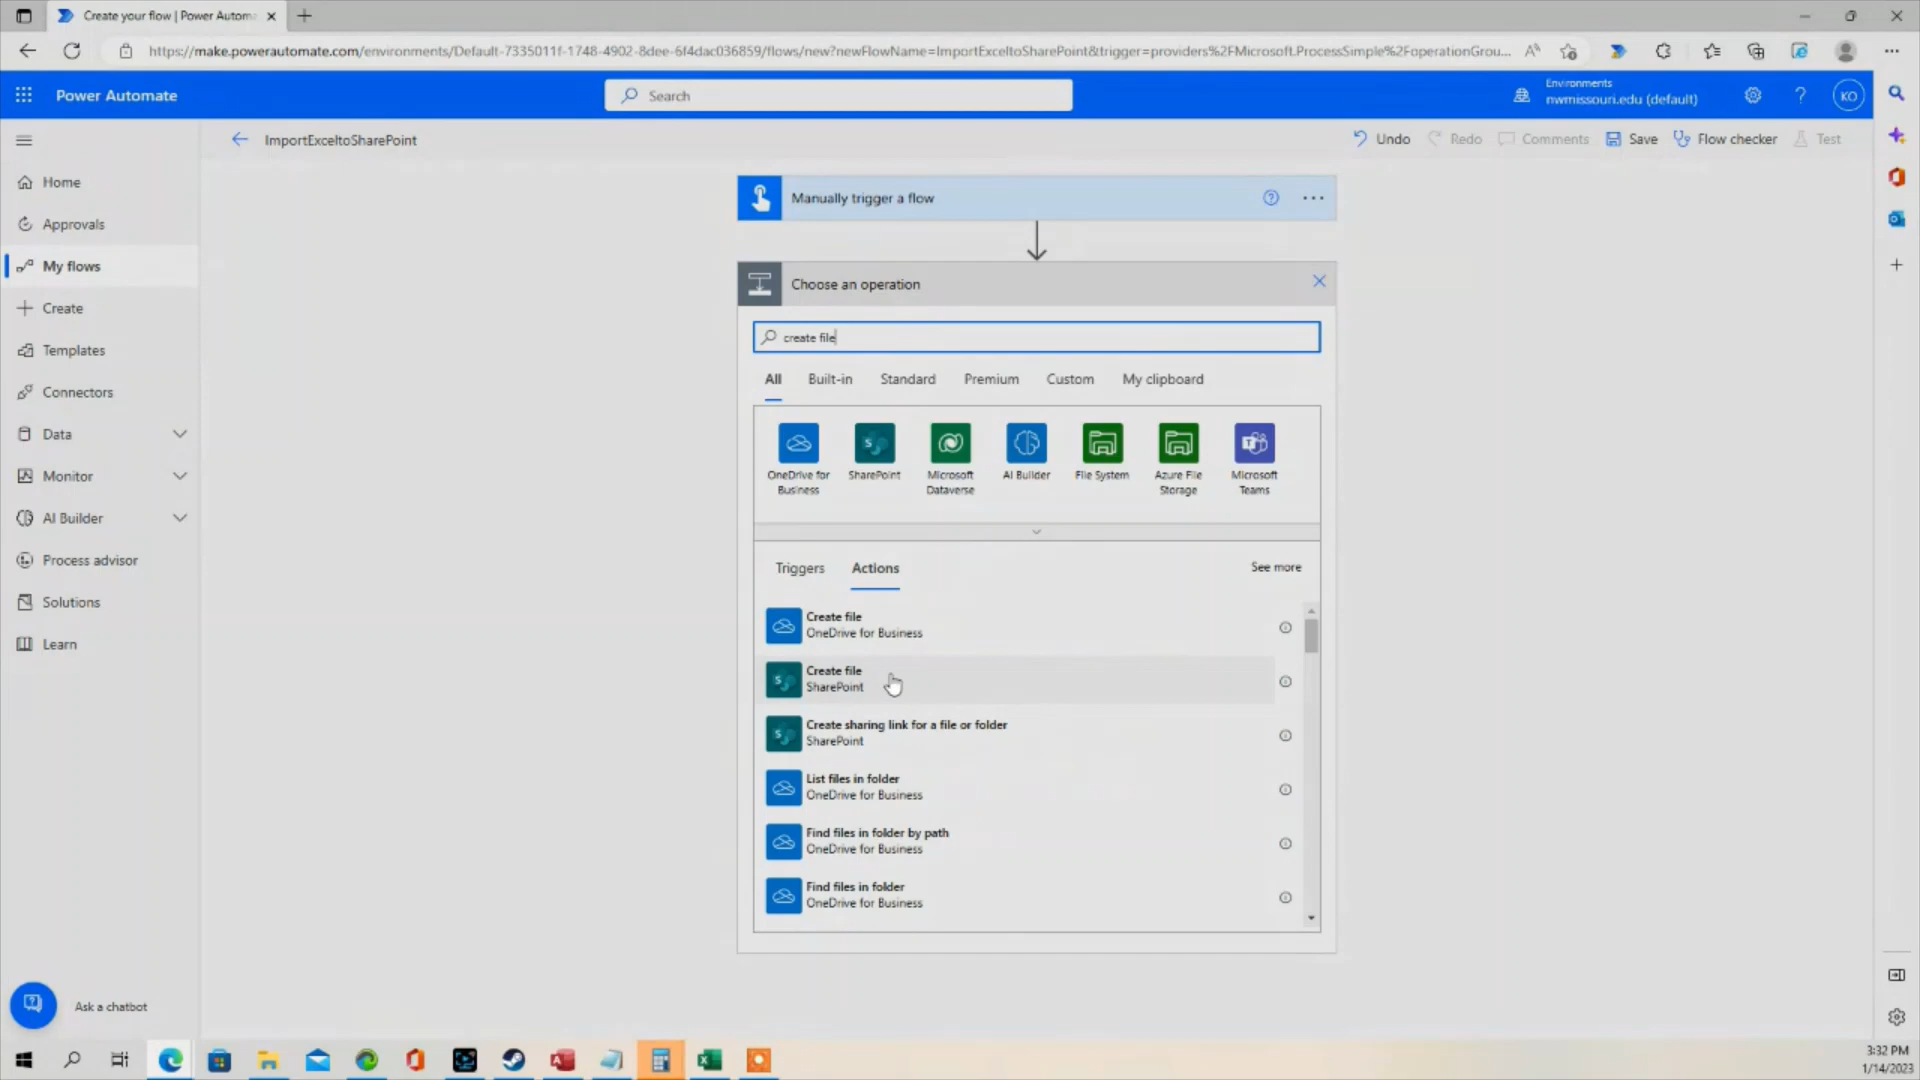 Create your flow | Power Autom
https://make.powerautomate.com/environments/Default-7335011f-1748-4902-8dee-6f4dac036859/flows/new?newFlowName=ImportExceltoSharePoint&trigger=providers%2FMicrosoft.ProcessSimple%2FoperationGrou...
Power Automate
Search
Environments
nwmissouri.edu (default)
KO
ImportExceltoSharePoint
Undo
Redo
Comments
Save
Flow checker
Test
Home
Approvals
My flows
Create
Templates
Connectors
Data
Monitor
AI Builder
Process advisor
Solutions
Learn
Ask a chatbot
Manually trigger a flow
Choose an operation
create file
All
Built-in
Standard
Premium
Custom
My clipboard
OneDrive for
Business
SharePoint
Microsoft
Dataverse
AI Builder
File System
Azure File
Storage
Microsoft
Teams
Triggers
Actions
See more
Create file
OneDrive for Business
Create file
SharePoint
Create sharing link for a file or folder
SharePoint
List files in folder
OneDrive for Business
Find files in folder by path
OneDrive for Business
Find files in folder
OneDrive for Business
3:32 PM
1/14/2023